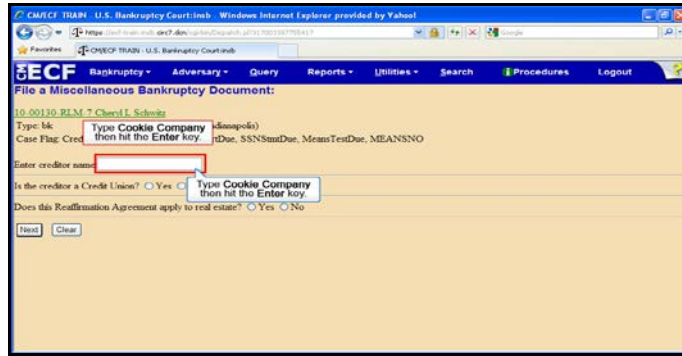 CM/ECF TRAIN - U.S. Bankruptcy Court:insb - Windows Internet Explorer provided by Yahoo!
Google
Favorites
CM/ECF TRAIN - U.S. Bankruptcy Court:insb
ECF Bankruptcy Adversary Query Reports Utilities Search Procedures Logout
File a Miscellaneous Bankruptcy Document:
10-00130-RLM-7 Cheryl L Schwitz
Type: bk
Type Cookie Company
then hit the Enter key.
Case Flag: Cred
Due, SSNStmtDue, MeansTestDue, MEANSNO
Enter creditor name
Type Cookie Company
then hit the Enter key.
Is the creditor a Credit Union? Yes
Does this Reaffirmation Agreement apply to real estate? Yes No
Next Clear